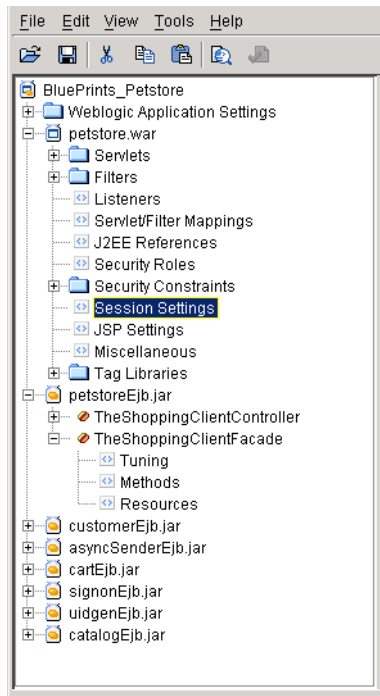 File Edit View Tools Help
BluePrints_Petstore
Weblogic Application Settings
petstore.war
Servlets
Filters
Listeners
Servlet/Filter Mappings
J2EE References
Security Roles
Security Constraints
Session Settings
JSP Settings
Miscellaneous
Tag Libraries
petstoreEjb.jar
TheShoppingClientController
TheShoppingClientFacade
Tuning
Methods
Resources
customerEjb.jar
asyncSenderEjb.jar
cartEjb.jar
signonEjb.jar
uidgenEjb.jar
catalogEjb.jar